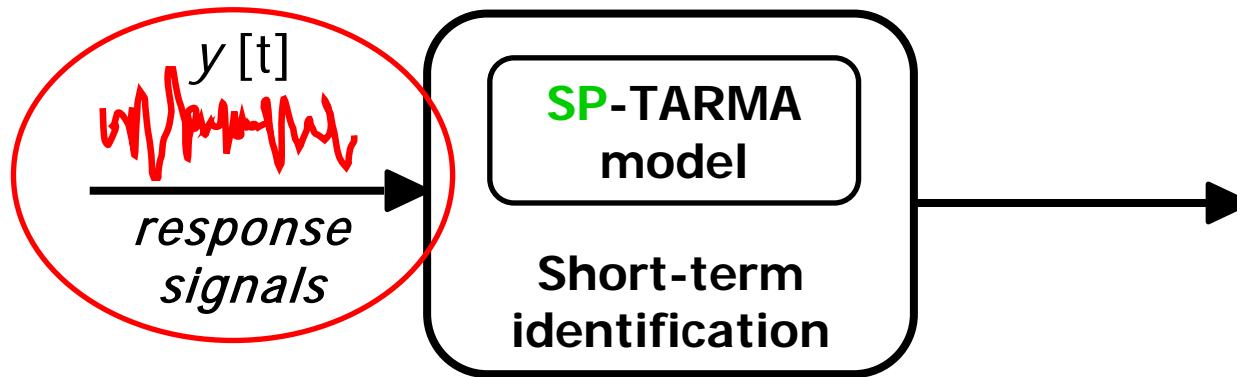 y [t]
response
signals
SP-TARMA
model
Short-term
identification